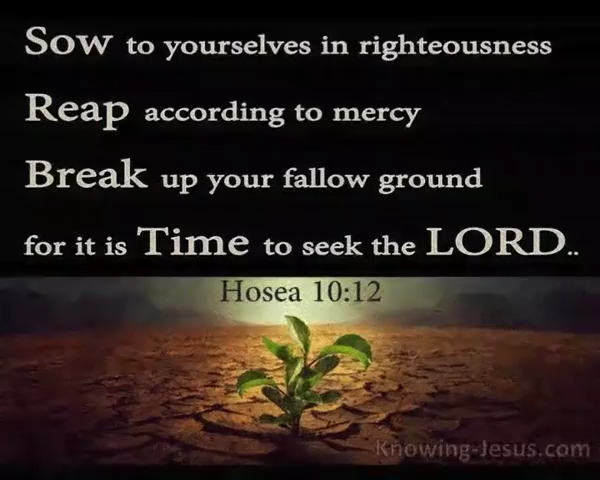 Sow to yourselves in righteousness
Reap according to mercy
Break up your fallow ground
for it is Time to seek the LORD..
Hosea 10:12
Knowing-Jesus.com